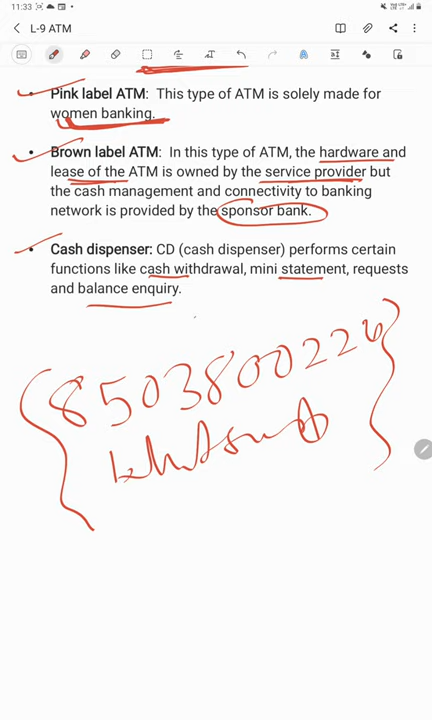 11:33
L-9 ATM
Pink label ATM: This type of ATM is solely made for
women banking.
Brown label ATM: In this type of ATM, the hardware and
lease of the ATM is owned by the service provider but
the cash management and connectivity to banking
network is provided by the sponsor bank.
Cash dispenser: CD (cash dispenser) performs certain
functions like cash withdrawal, mini statement, requests
and balance enquiry.
8503800226